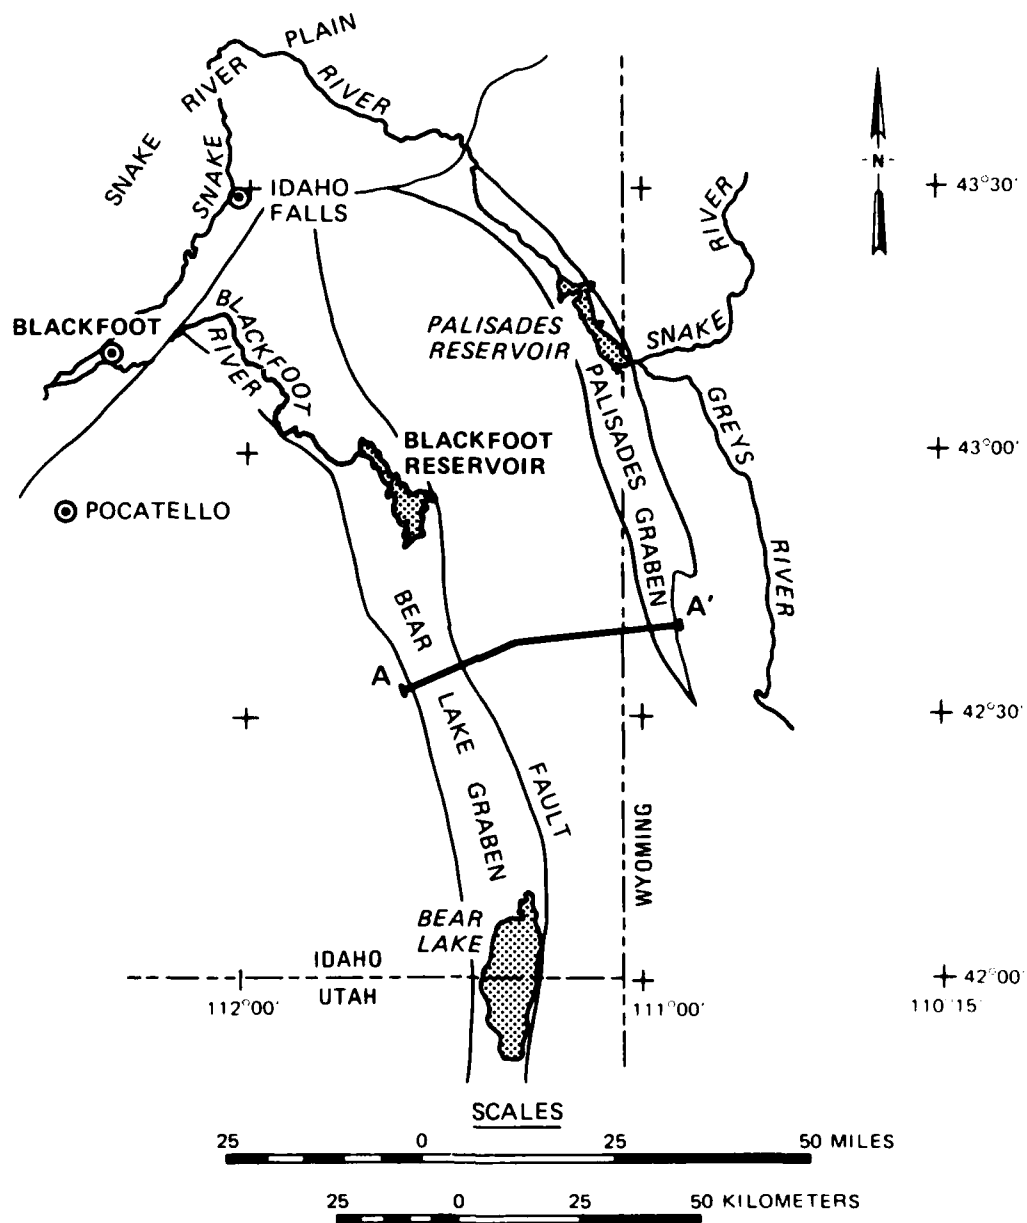 PLAIN
SNAKE RIVER
RIVER
SNAKE
N
43°30'
IDAHO
FALLS
RIVER
SNAKE
BLACKFOOT
BLACKFOOT
RIVER
PALISADES
RESERVOIR
PALISADES GRABEN
GREYS
RIVER
BLACKFOOT
RESERVOIR
43°00'
POCATELLO
BEAR
LAKE
GRABEN
A
A'
42°30'
FAULT
WYOMING
BEAR
LAKE
IDAHO
UTAH
42°00'
112°00'
111°00'
110°15'
SCALES
25 0 25 50 MILES
25 0 25 50 KILOMETERS